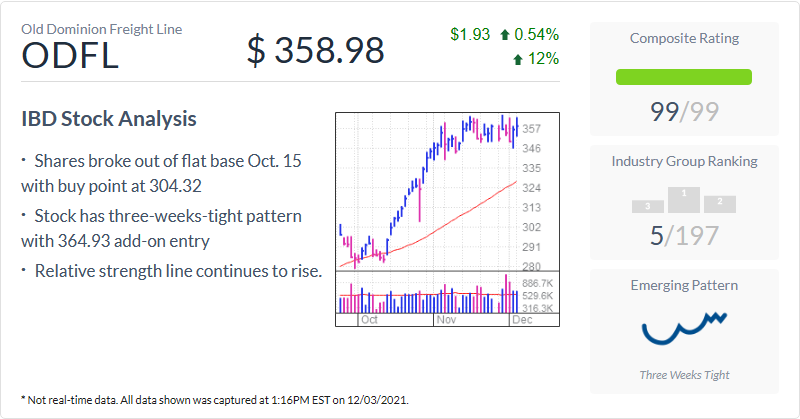 Old Dominion Freight Line
ODFL
$ 358.98
$1.93 0.54%
12%
IBD Stock Analysis
· Shares broke out of flat base Oct. 15
with buy point at 304.32
· Stock has three-weeks-tight pattern
with 364.93 add-on entry
· Relative strength line continues to rise.
357
346
335
324
313
302
291
280
886.7K
529.6K
316.3K
Oct Nov Dec
Composite Rating
99/99
Industry Group Ranking
1
3 2
5/197
Emerging Pattern
Three Weeks Tight
* Not real-time data. All data shown was captured at 1:16PM EST on 12/03/2021.